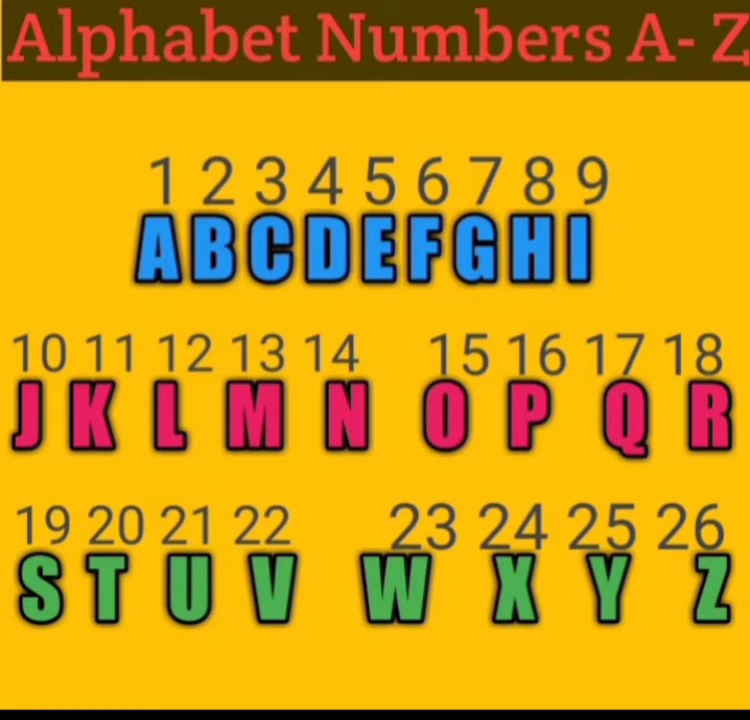 Alphabet Numbers A- Z
1 2 3 4 5 6 7 8 9
A B C D E F G H I
10 11 12 13 14 15 16 17 18
J K L M N O P Q R
19 20 21 22 23 24 25 26
S T U V W X Y Z